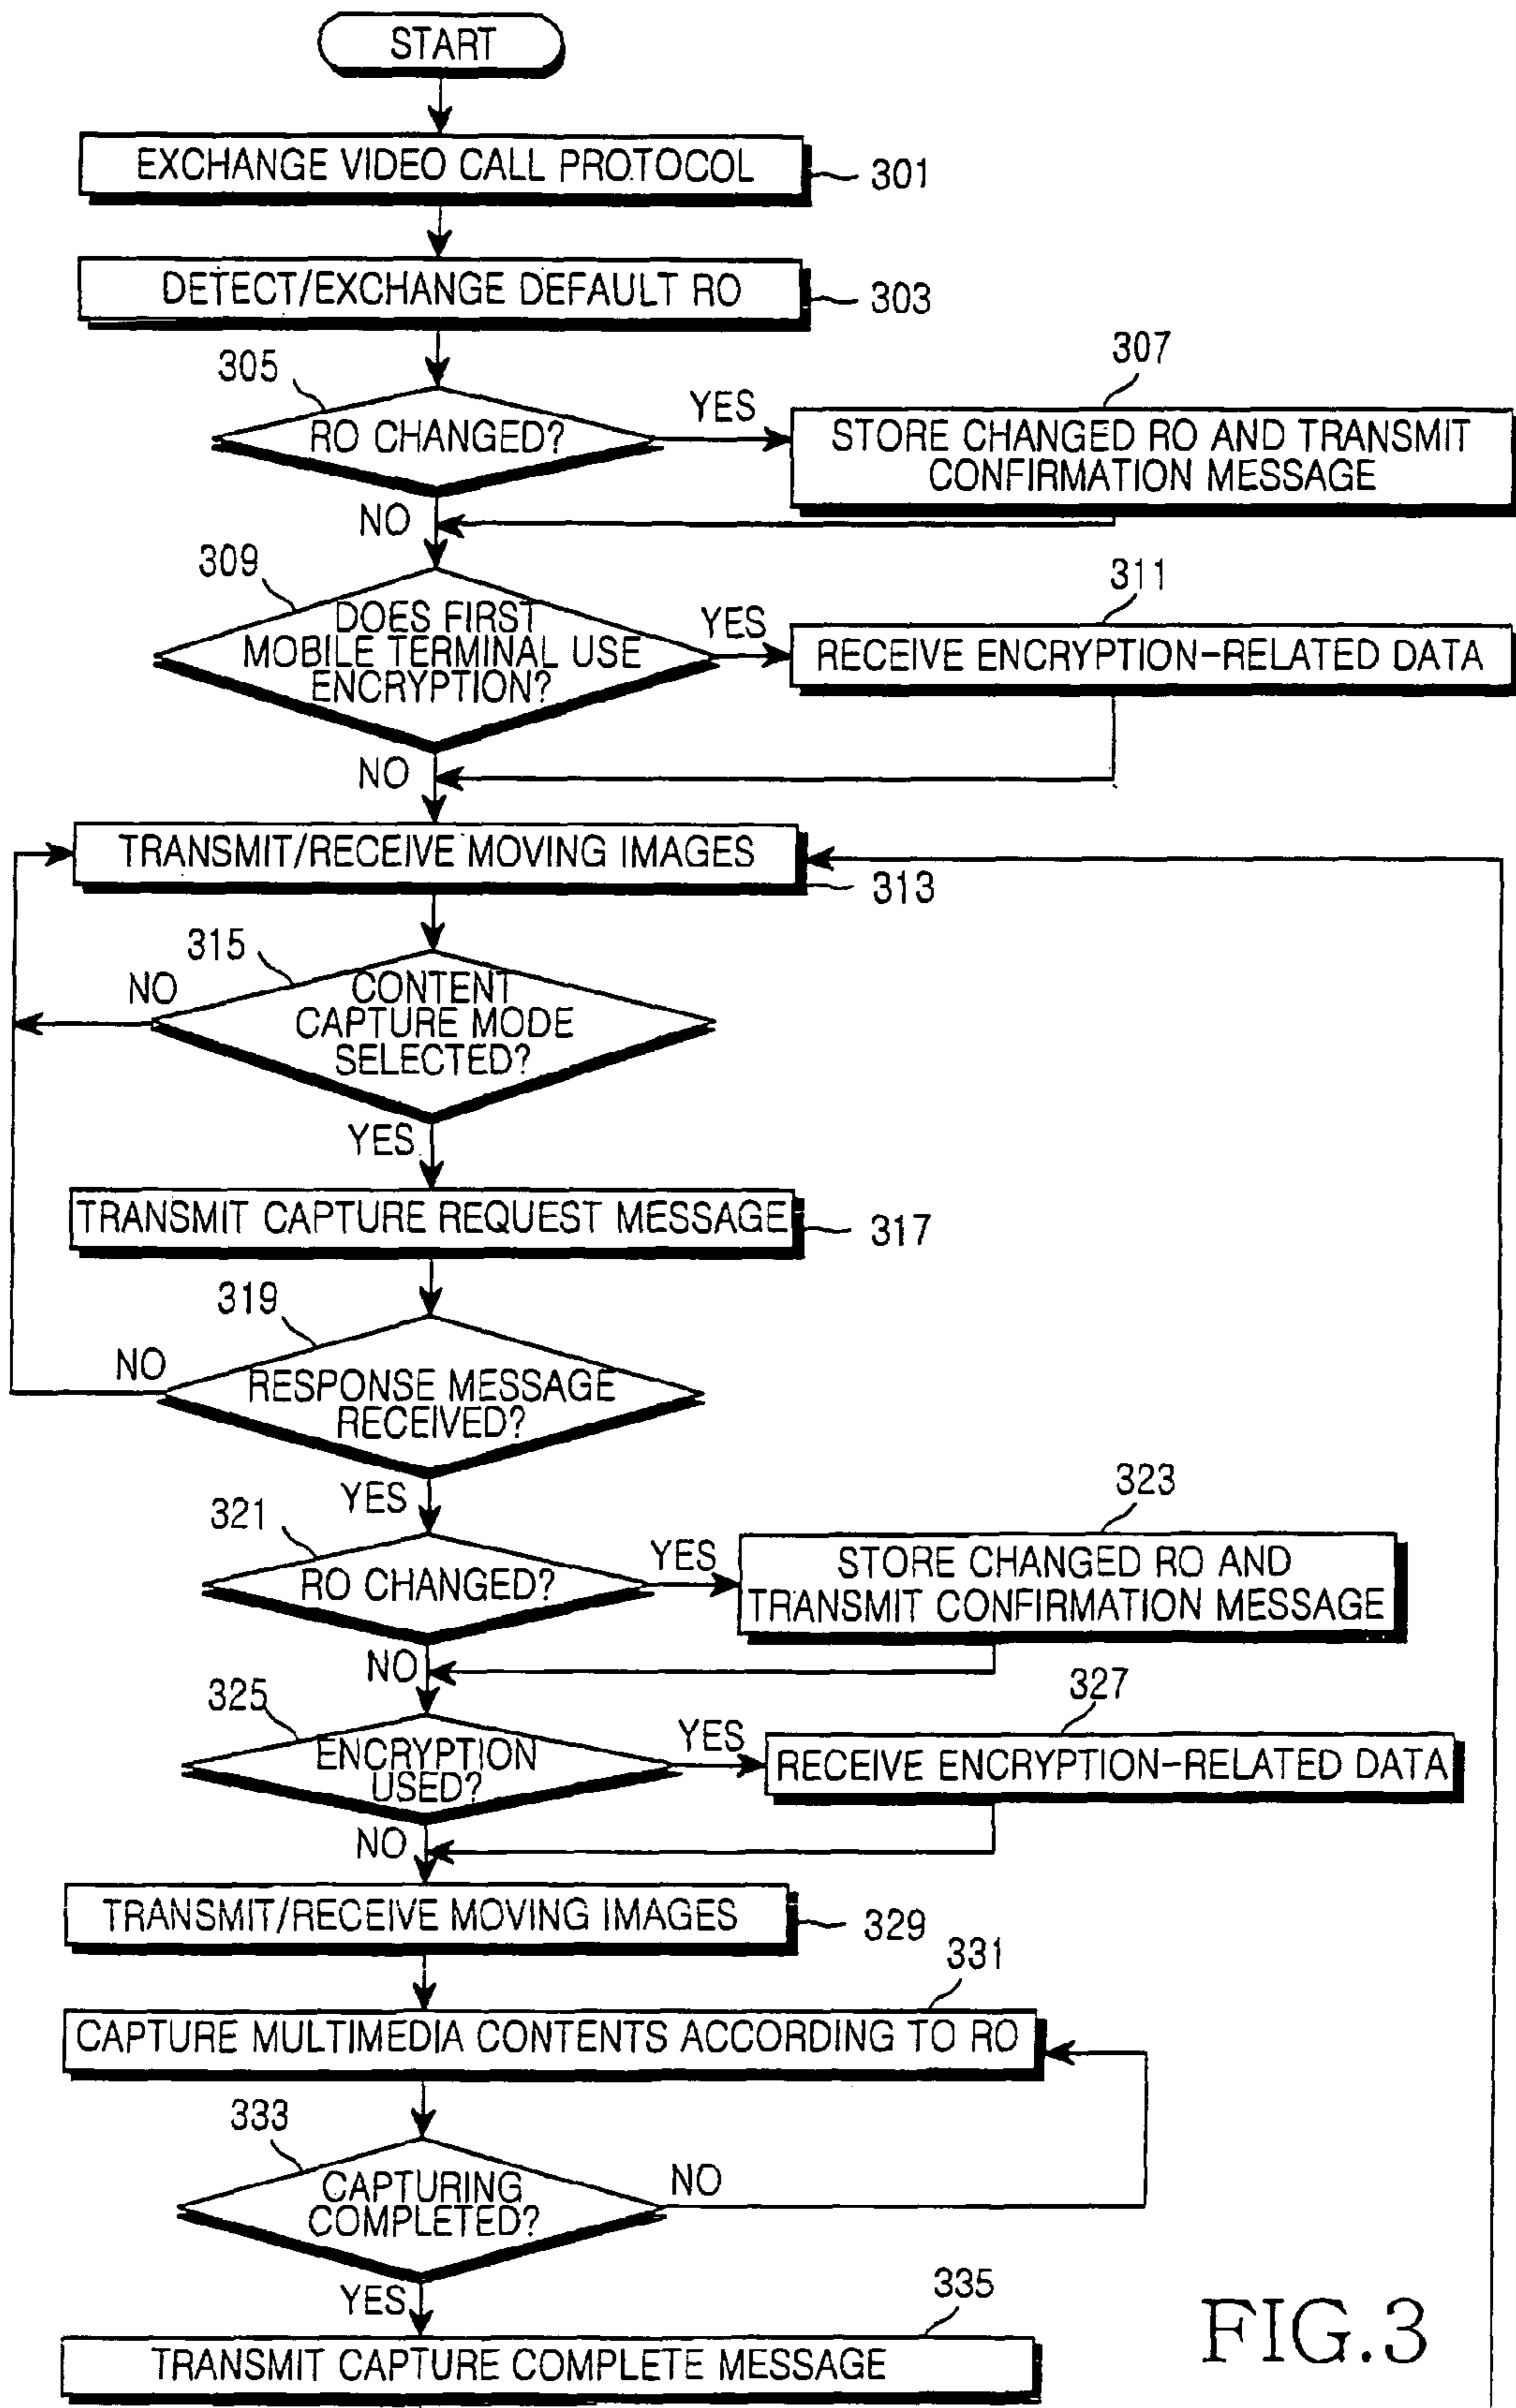 START
EXCHANGE VIDEO CALL PROTOCOL
301
DETECT/EXCHANGE DEFAULT RO
303
305
RO CHANGED?
YES
307
STORE CHANGED RO AND TRANSMIT
CONFIRMATION MESSAGE
NO
309
DOES FIRST
MOBILE TERMINAL USE
ENCRYPTION?
YES
311
RECEIVE ENCRYPTION-RELATED DATA
NO
TRANSMIT/RECEIVE MOVING IMAGES
313
315
NO
CONTENT
CAPTURE MODE
SELECTED?
YES
TRANSMIT CAPTURE REQUEST MESSAGE
317
319
NO
RESPONSE MESSAGE
RECEIVED?
YES
321
RO CHANGED?
YES
323
STORE CHANGED RO AND
TRANSMIT CONFIRMATION MESSAGE
NO
325
ENCRYPTION
USED?
YES
327
RECEIVE ENCRYPTION-RELATED DATA
NO
TRANSMIT/RECEIVE MOVING IMAGES
329
331
CAPTURE MULTIMEDIA CONTENTS ACCORDING TO RO
333
CAPTURING
COMPLETED?
NO
YES
335
TRANSMIT CAPTURE COMPLETE MESSAGE
FIG.3